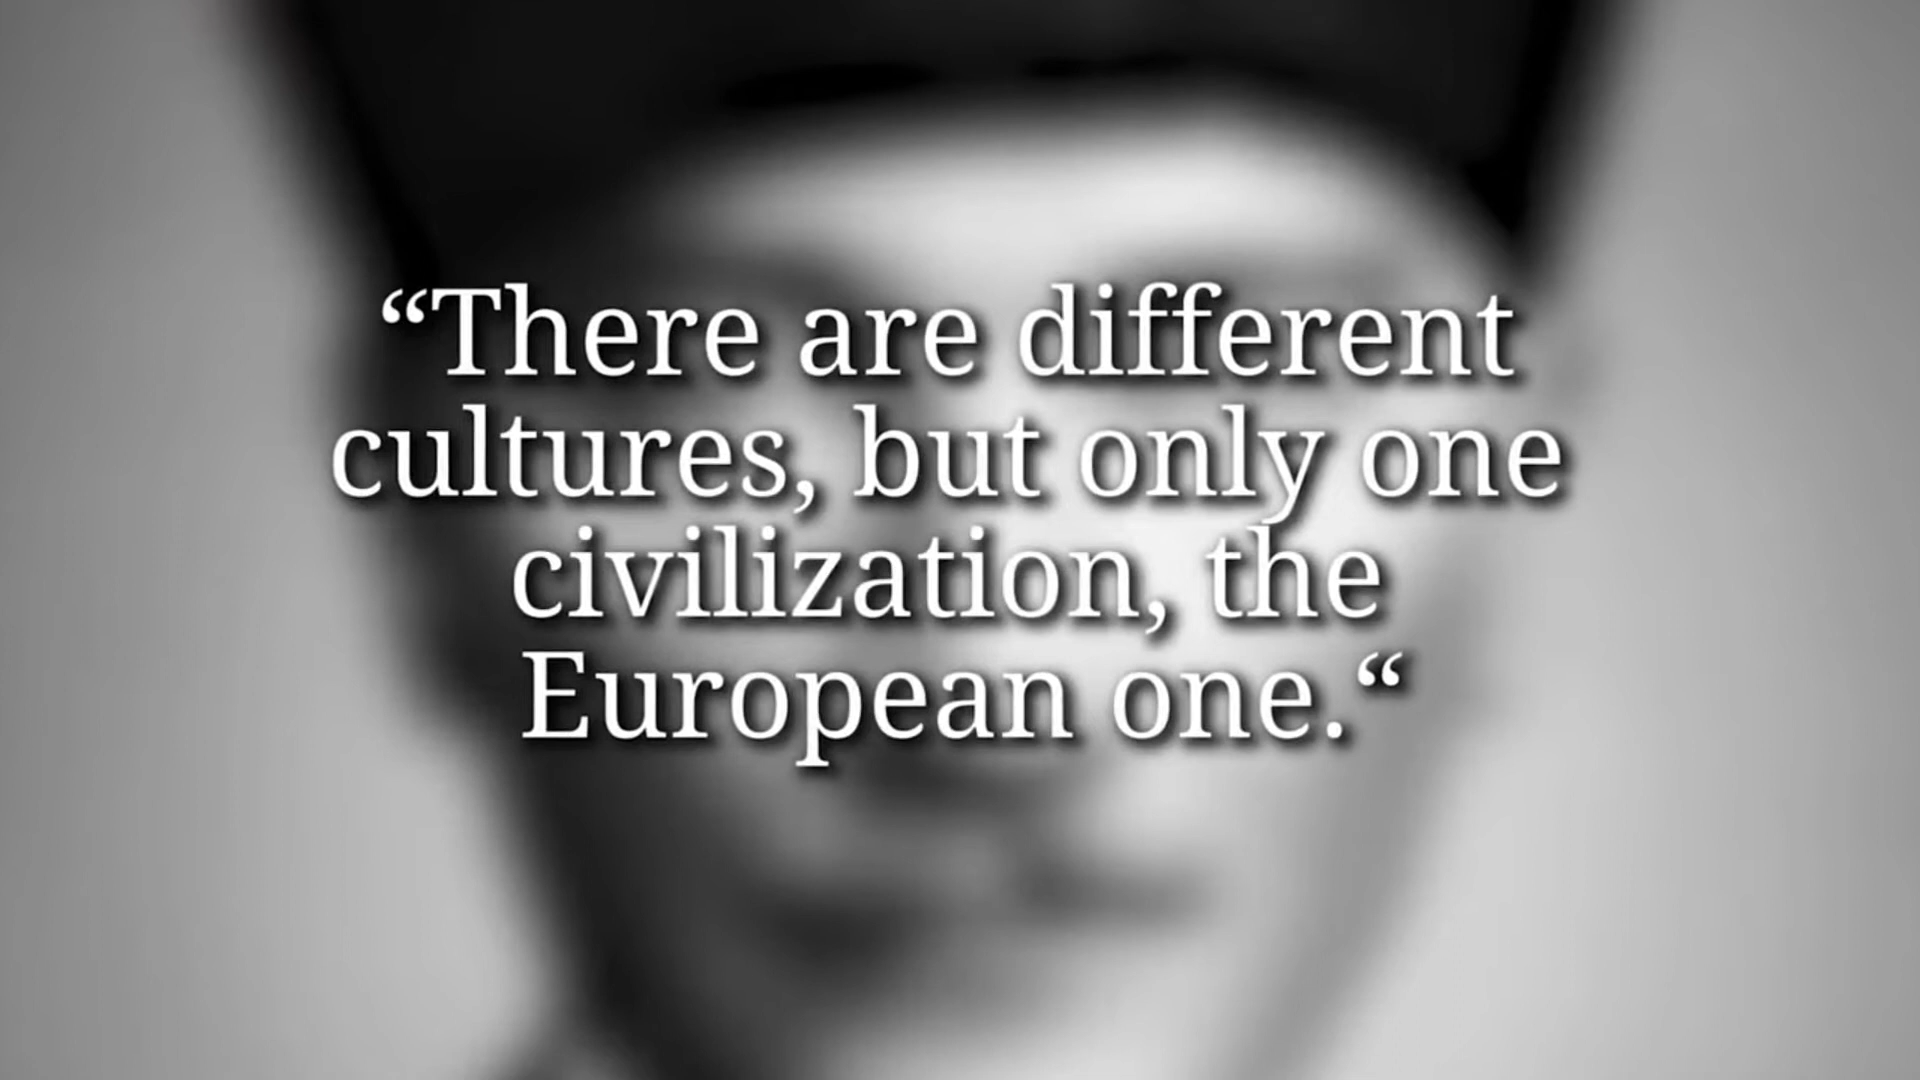 “There are different
cultures, but only one
civilization, the
European one.“